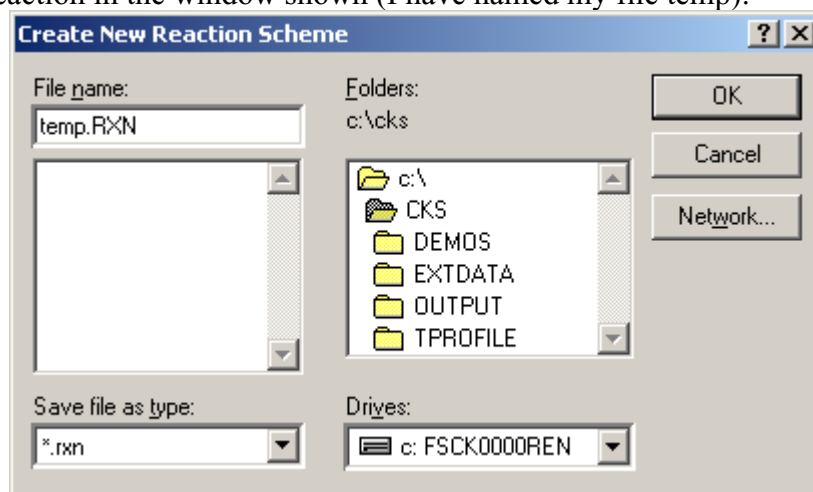 eaction in the window shown (I have named my file temp).
Create New Reaction Scheme
File name:
temp.RXN
Folders:
c:\cks
c:\
CKS
DEMOS
EXTDATA
OUTPUT
TPROFILE
OK
Cancel
Network...
Save file as type:
*.rxn
Drives:
c: FSCK0000REN